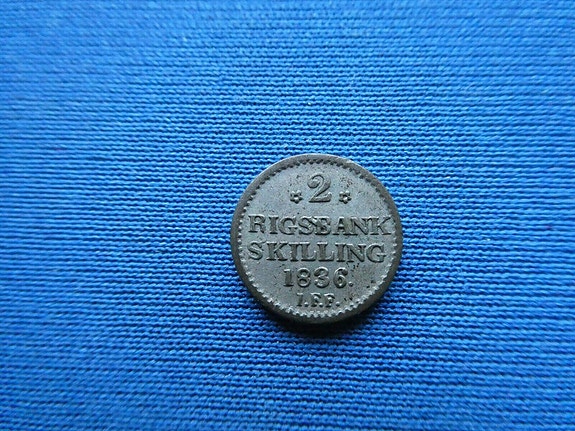 2
RIGSBANK
SKILLING
1836.
I.F.F.